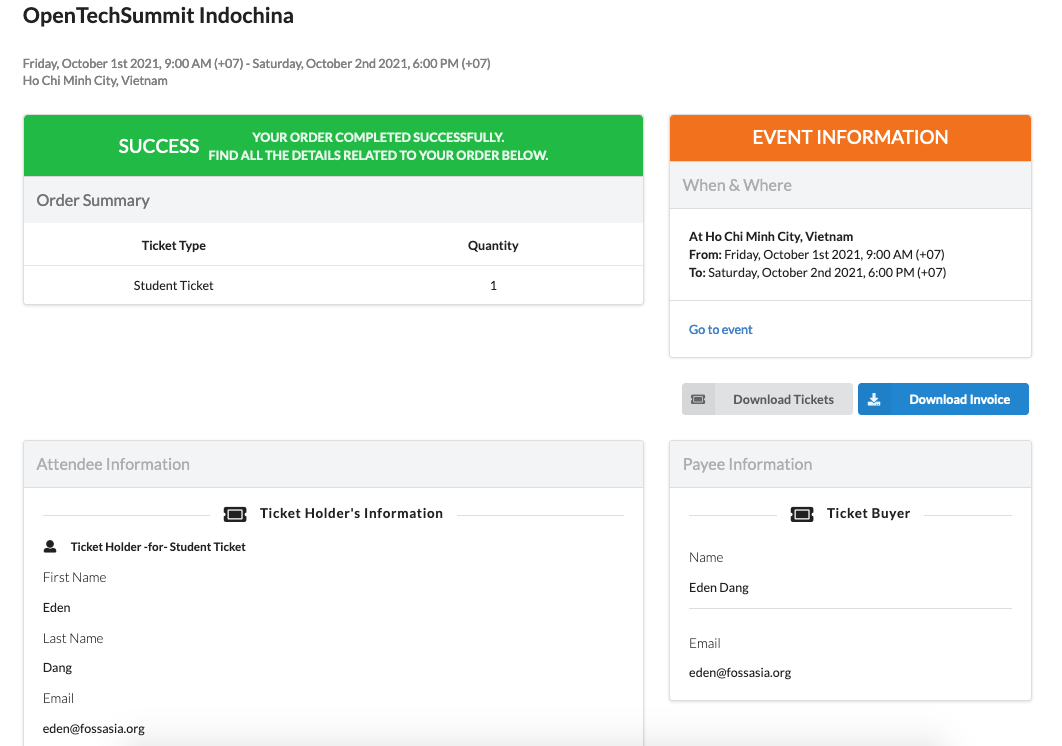 OpenTechSummit Indochina
Friday, October 1st 2021, 9:00 AM (+07) - Saturday, October 2nd 2021, 6:00 PM (+07)
Ho Chi Minh City, Vietnam
SUCCESS
YOUR ORDER COMPLETED SUCCESSFULLY.
FIND ALL THE DETAILS RELATED TO YOUR ORDER BELOW.
Order Summary
Ticket Type Quantity
Student Ticket 1
EVENT INFORMATION
When & Where
At Ho Chi Minh City, Vietnam
From: Friday, October 1st 2021, 9:00 AM (+07)
To: Saturday, October 2nd 2021, 6:00 PM (+07)
Go to event
Download Tickets Download Invoice
Attendee Information
Ticket Holder's Information
Ticket Holder -for- Student Ticket
First Name
Eden
Last Name
Dang
Email
eden@fossasia.org
Payee Information
Ticket Buyer
Name
Eden Dang
Email
eden@fossasia.org